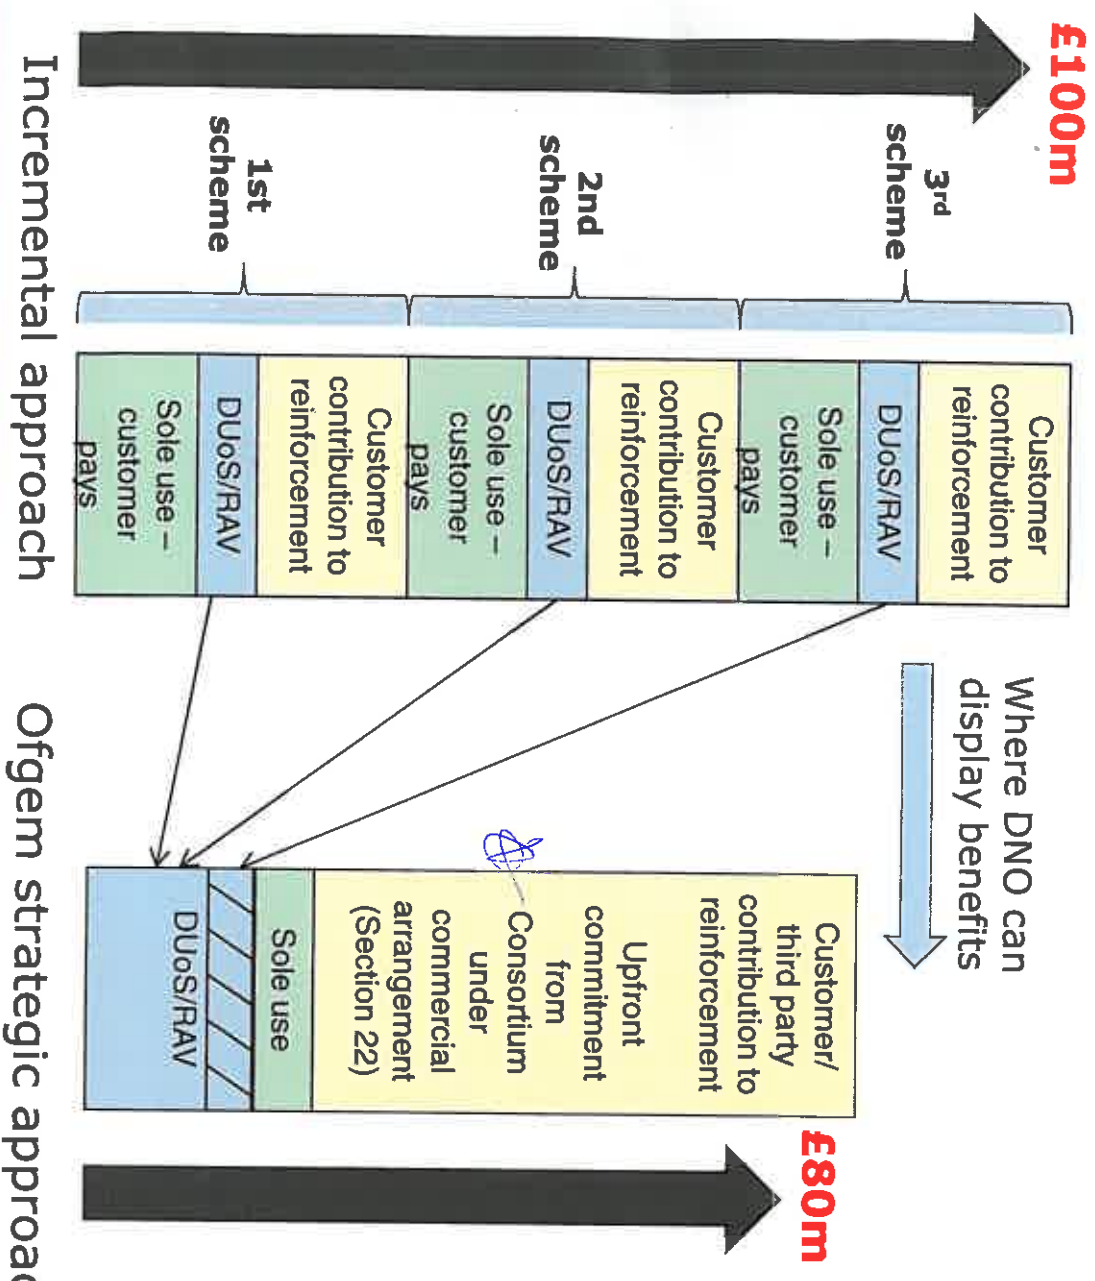 £100m
Where DNO can
display benefits
3rd
scheme
2nd
scheme
1st
scheme
Customer
contribution to
reinforcement
DUoS/RAV
Sole use –
customer
pays
Customer
contribution to
reinforcement
DUoS/RAV
Sole use –
customer
pays
Customer
contribution to
reinforcement
DUoS/RAV
Sole use –
customer
pays
£80m
Customer/
third party
contribution to
reinforcement
Upfront
commitment
from
Consortium
under
commercial
arrangement
(Section 22)
Sole use
DUoS/RAV
Incremental approach
Ofgem strategic approac